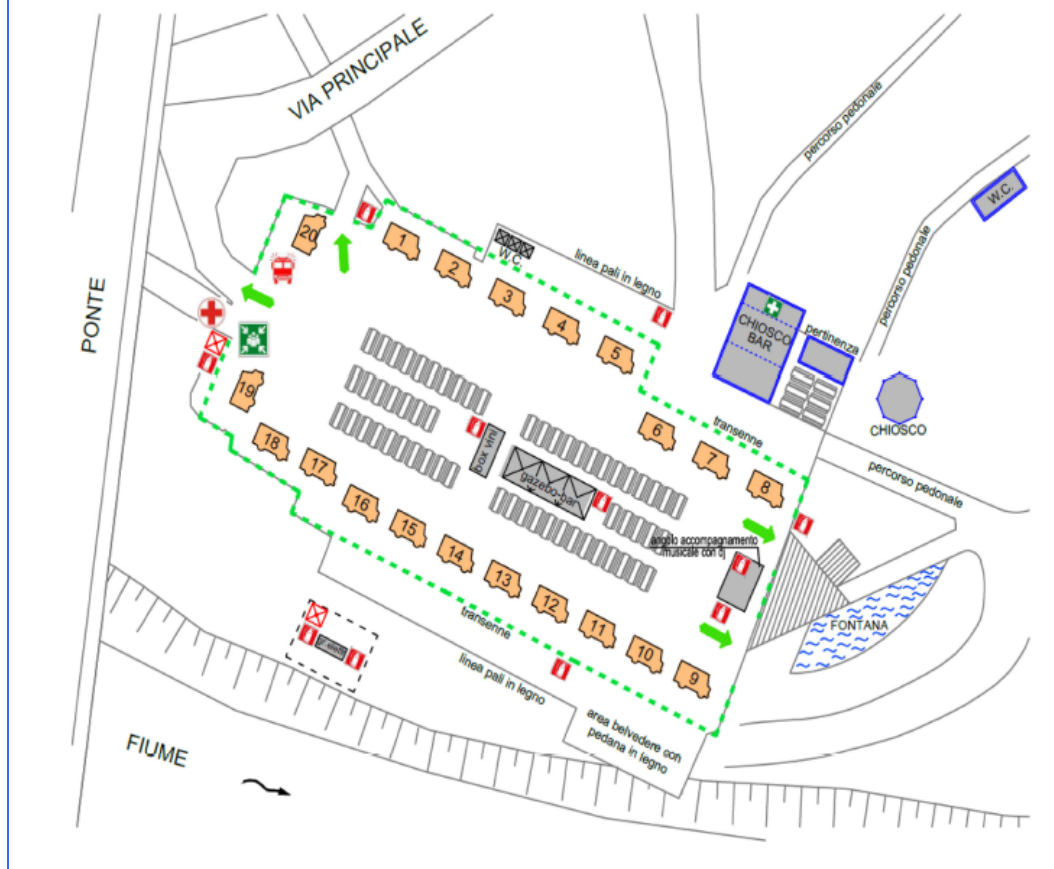 VIA PRINCIPALE
percorso pedonale
W.C.
20
1
2
W.C.
linea pali in legno
percorso pedonale
PONTE
3
4
5
CHIOSCO
BAR
pertinenza
CHIOSCO
19
18
17
16
15
14
13
12
11
10
9
box vini
gazebo-bar
6
7
8
transenne
percorso pedonale
angolo accompagnamento
musicale con dj
FONTANA
transenne
linea pali in legno
area belvedere con
pedana in legno
FIUME